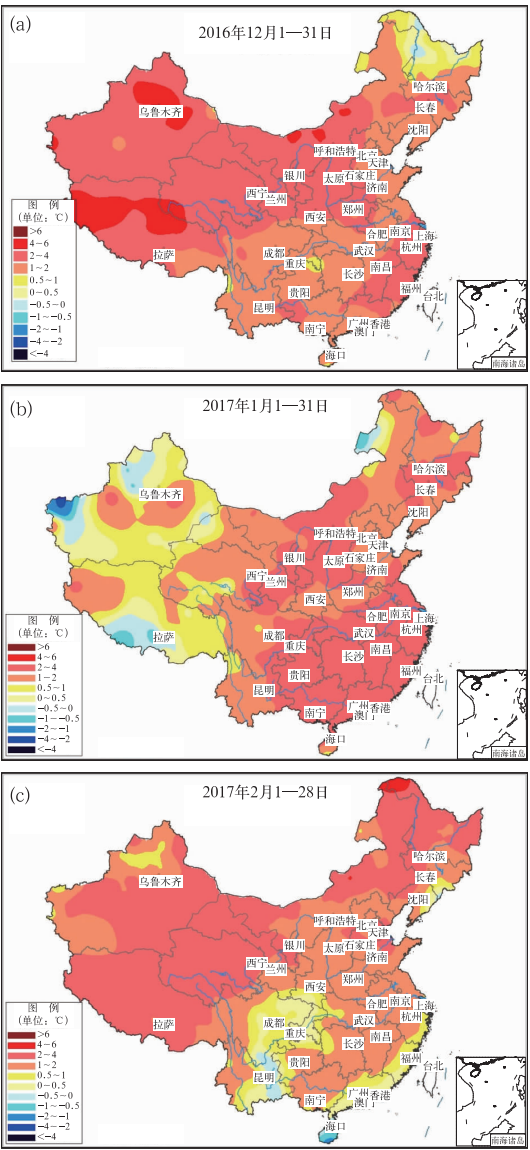 (a)
2016年12月1—31日
哈尔滨
长春
乌鲁木齐
沈阳
呼和浩特
北京
天津
银川
太原
石家庄
济南
西宁
兰州
西安
郑州
图 例
(单位:℃)
>6
4~6
2~4
1~2
0.5~1
0~0.5
-0.5~0
-1~-0.5
-2~-1
-4~-2
<-4
合肥
南京
上海
拉萨
成都
重庆
武汉
杭州
长沙
南昌
贵阳
福州
台北
昆明
南宁
广州
香港
澳门
海口
南海诸岛
(b)
2017年1月1—31日
哈尔滨
长春
乌鲁木齐
沈阳
呼和浩特
北京
天津
银川
太原
石家庄
济南
西宁
兰州
西安
郑州
图 例
(单位:℃)
>6
4~6
2~4
1~2
0.5~1
0~0.5
-0.5~0
-1~-0.5
-2~-1
-4~-2
<-4
合肥
南京
上海
拉萨
成都
重庆
武汉
杭州
长沙
南昌
贵阳
福州
台北
昆明
南宁
广州
香港
澳门
海口
南海诸岛
(c)
2017年2月1—28日
哈尔滨
长春
乌鲁木齐
沈阳
呼和浩特
北京
天津
银川
太原
石家庄
济南
西宁
兰州
西安
郑州
图 例
(单位:℃)
>6
4~6
2~4
1~2
0.5~1
0~0.5
-0.5~0
-1~-0.5
-2~-1
-4~-2
<-4
合肥
南京
上海
拉萨
成都
重庆
武汉
杭州
长沙
南昌
贵阳
福州
台北
昆明
南宁
广州
香港
澳门
海口
南海诸岛